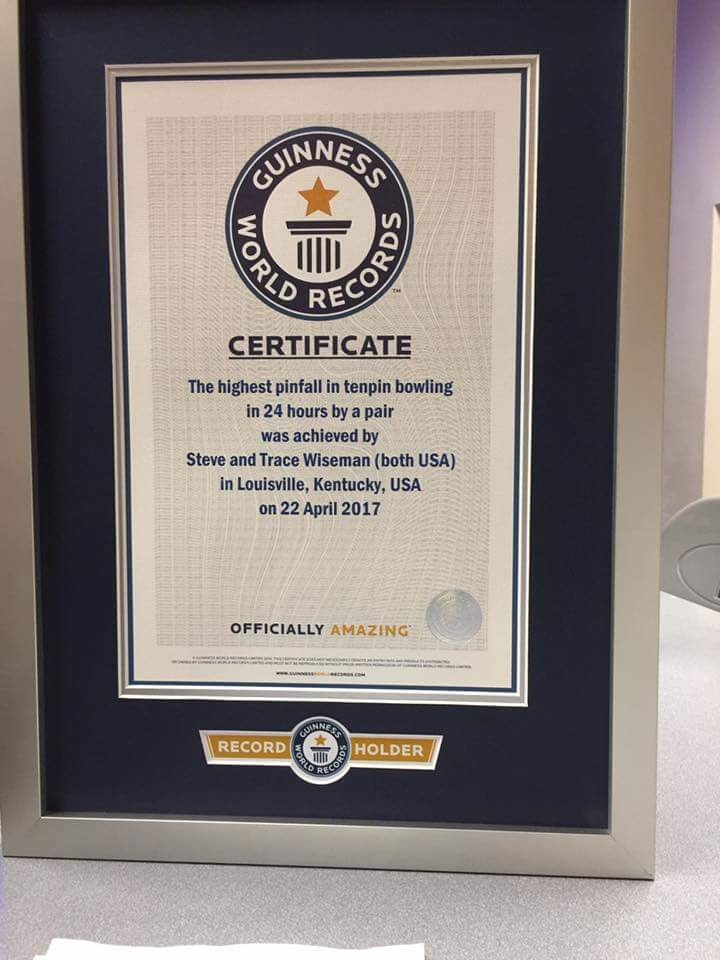 GUINNESS
WORLD RECORDS
TM
CERTIFICATE
The highest pinfall in tenpin bowling
in 24 hours by a pair
was achieved by
Steve and Trace Wiseman (both USA)
in Louisville, Kentucky, USA
on 22 April 2017
OFFICIALLY AMAZING
RECORD
GUINNESS
WORLD RECORDS
HOLDER